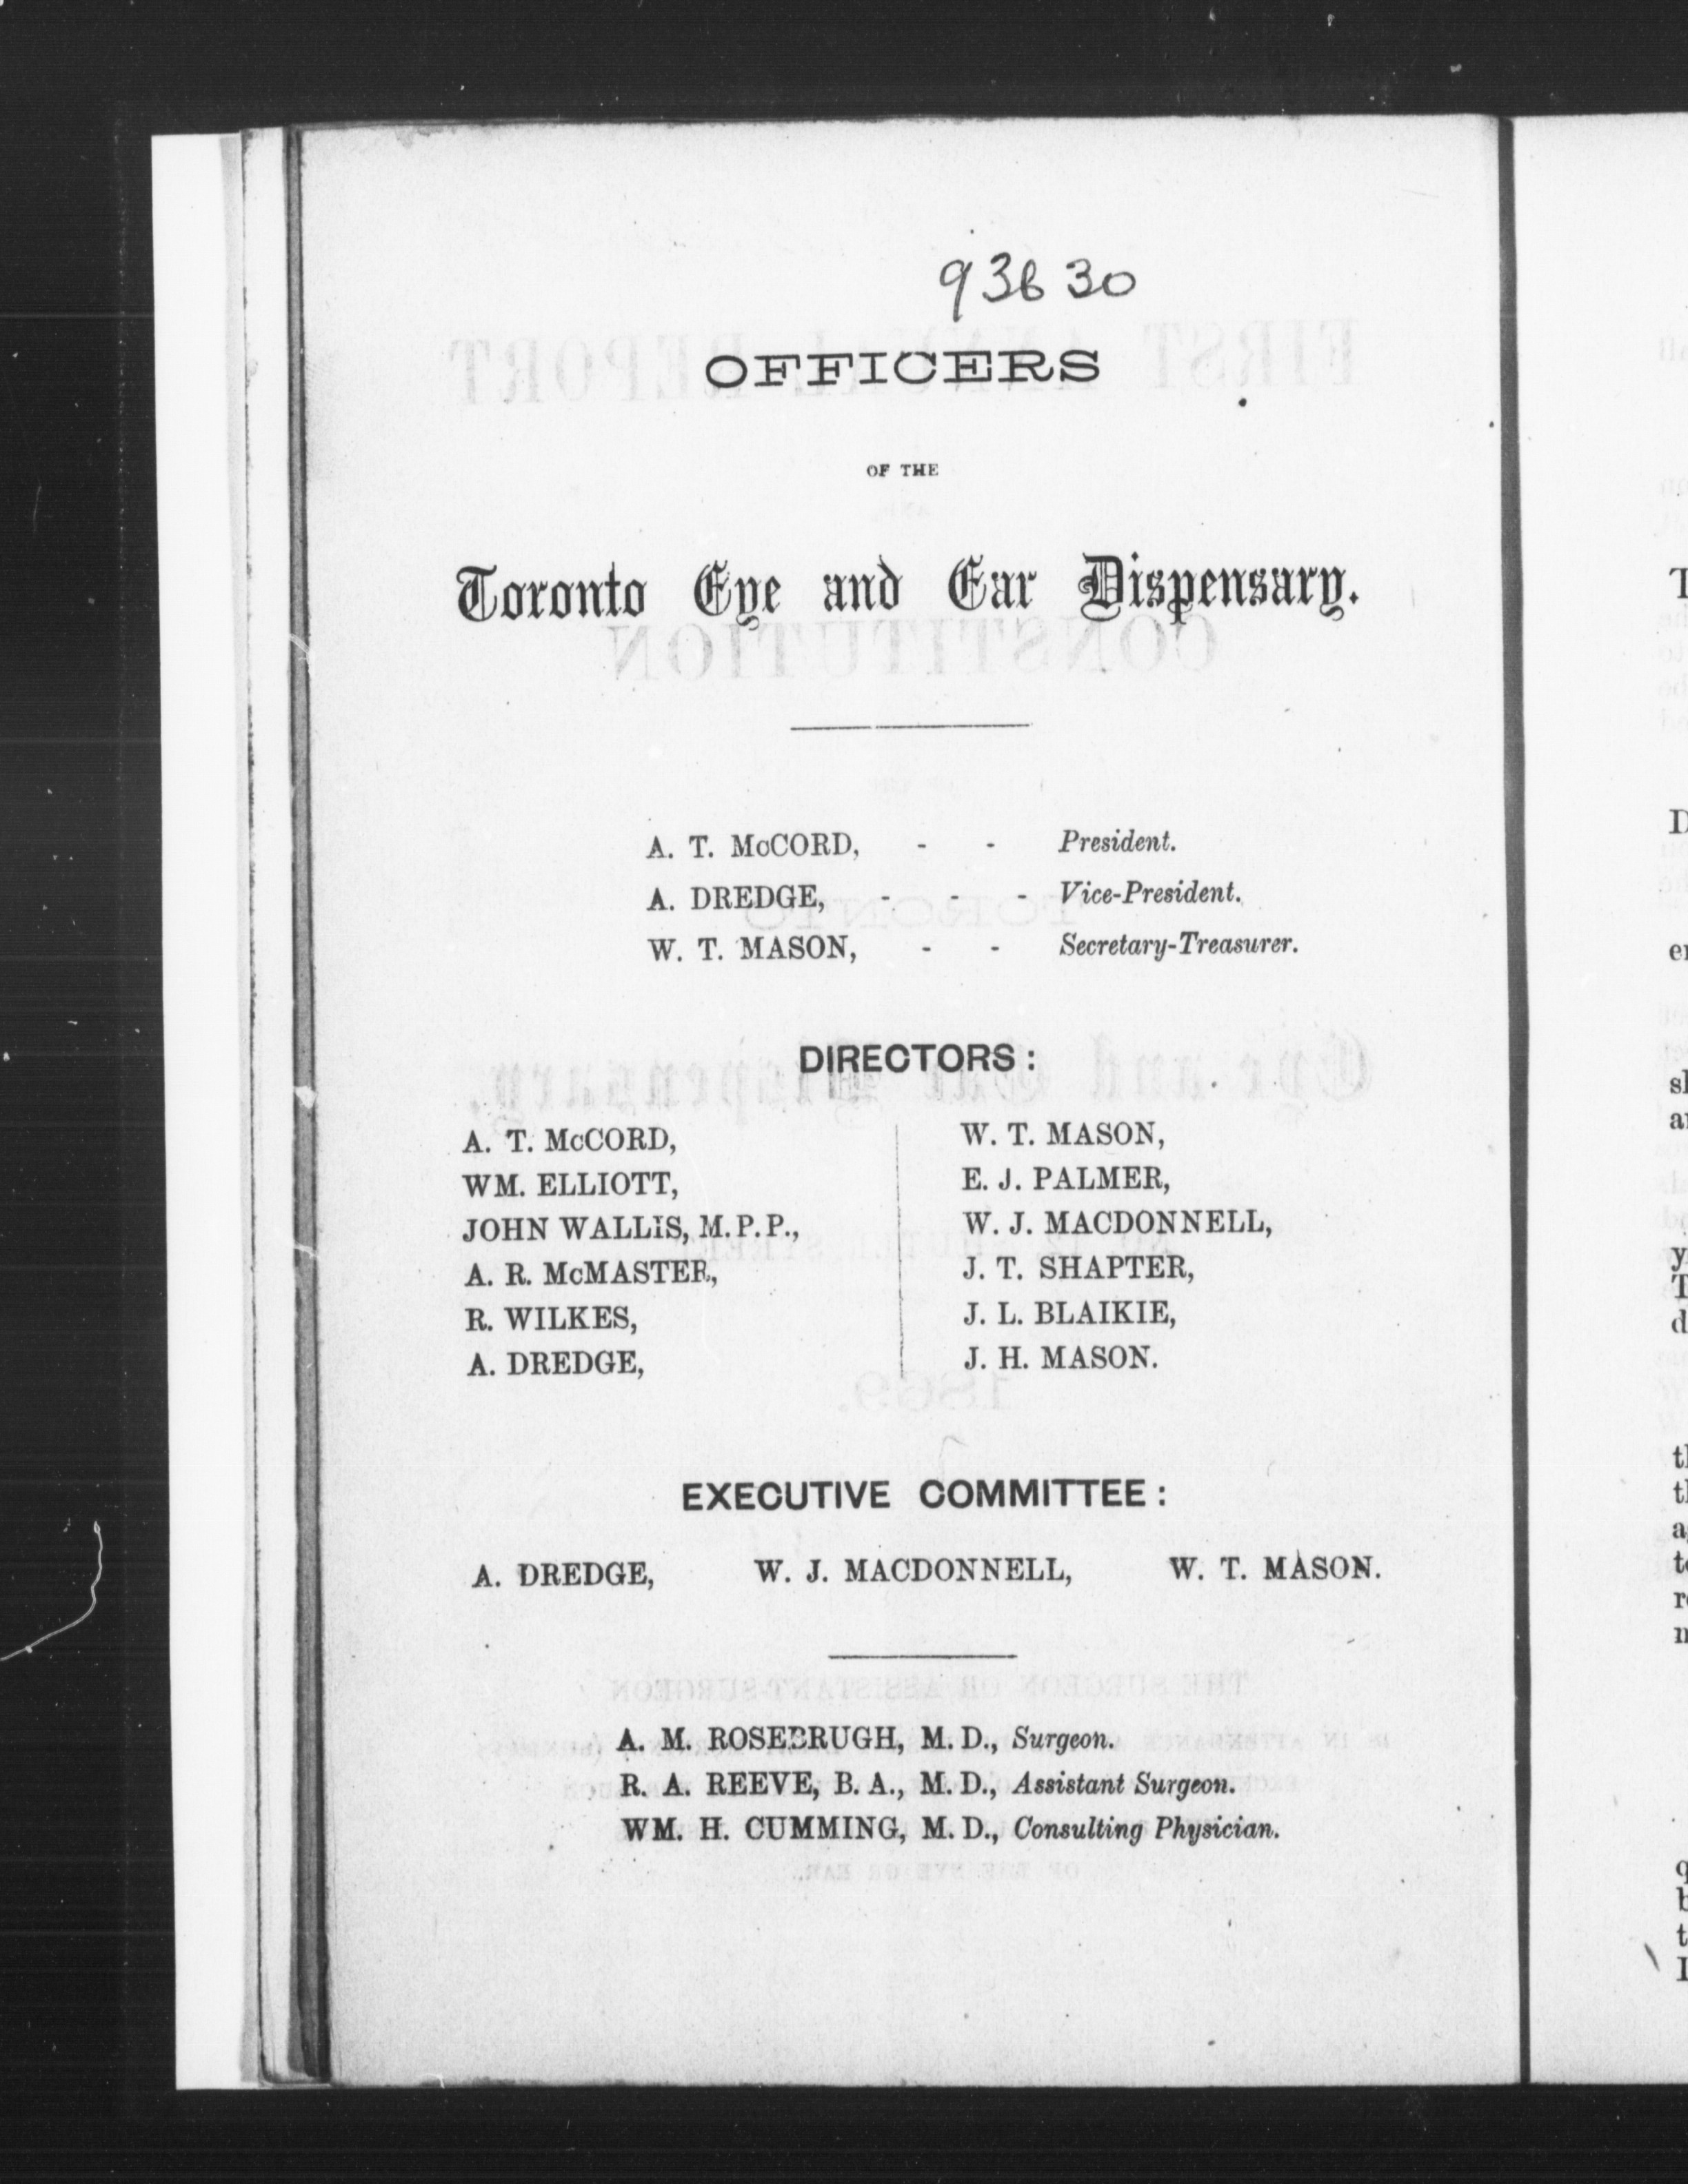 93630
OFFICERS
OF THE
Toronto Eye and Ear Dispensary.
A. T. McCORD, - - President.
A. DREDGE, - - - Vice-President.
W. T. MASON, - - Secretary-Treasurer.
DIRECTORS:
A. T. McCORD,
WM. ELLIOTT,
JOHN WALLIS, M.P.P.,
A. R. McMASTER,
R. WILKES,
A. DREDGE,
W. T. MASON,
E. J. PALMER,
W. J. MACDONNELL,
J. T. SHAPTER,
J. L. BLAIKIE,
J. H. MASON.
EXECUTIVE COMMITTEE:
A. DREDGE, W. J. MACDONNELL, W. T. MASON.
A. M. ROSEBRUGH, M. D., Surgeon.
R. A. REEVE, B. A., M. D., Assistant Surgeon.
WM. H. CUMMING, M. D., Consulting Physician.